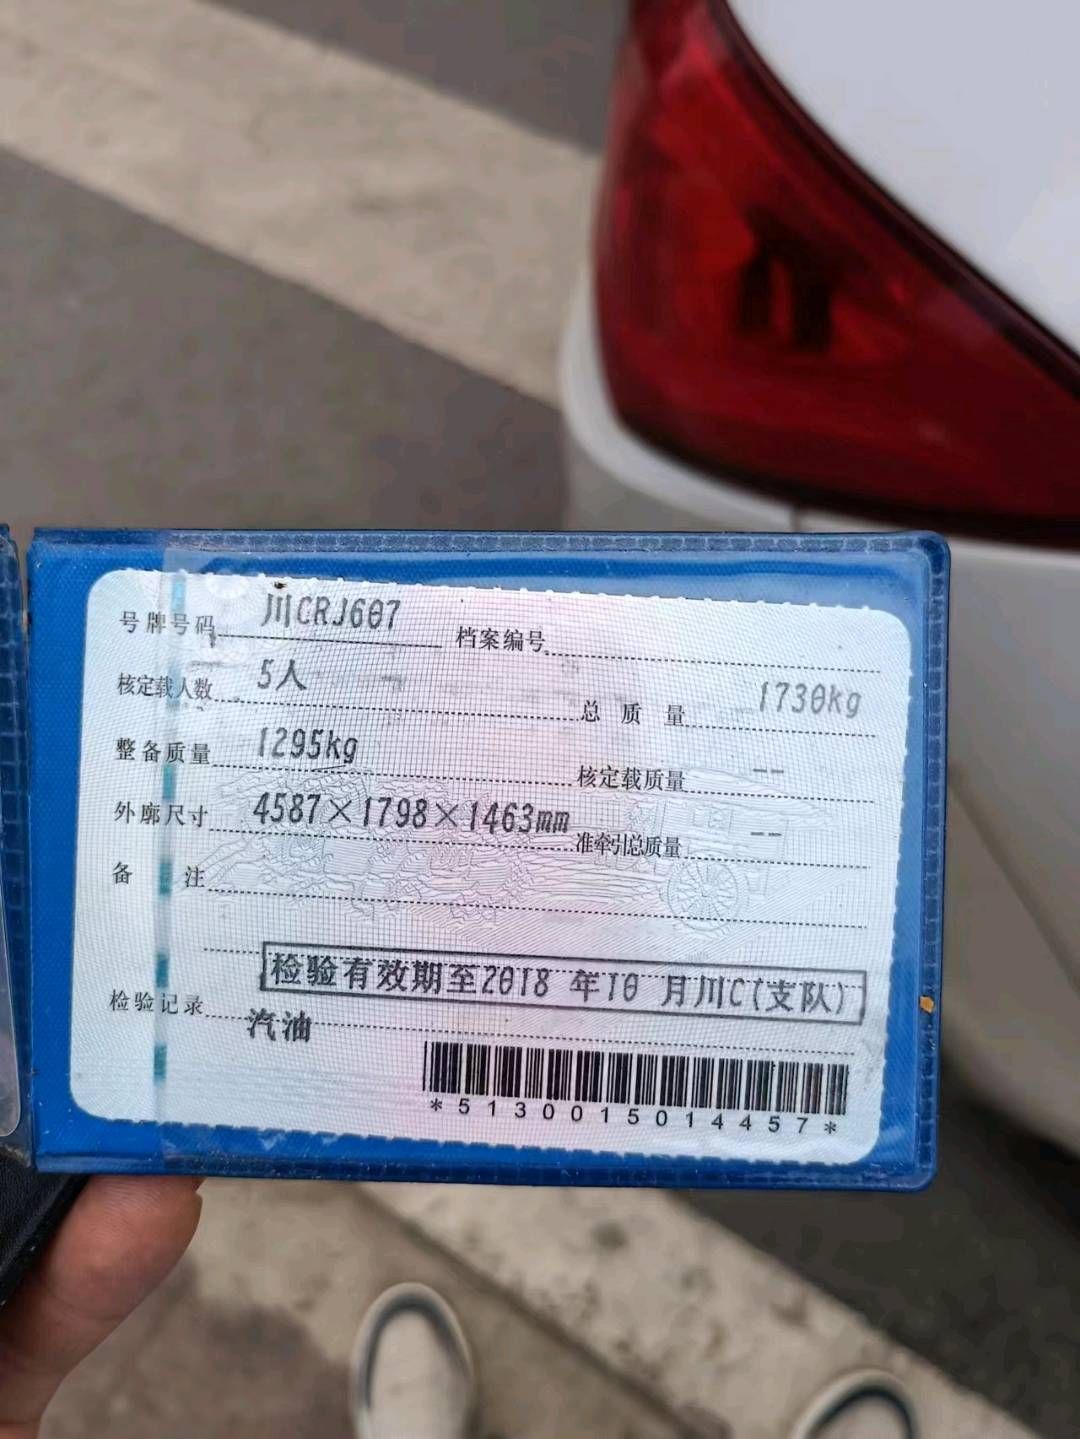 号牌号码 川CRJ607 档案编号
核定载人数 5人 总质量 1730kg
整备质量 1295kg 核定载质量 --
外廓尺寸 4587×1798×1463mm 准牵引总质量 --
备注
检验有效期至2018年10月川C(支队)
检验记录 汽油
*5130015014457*